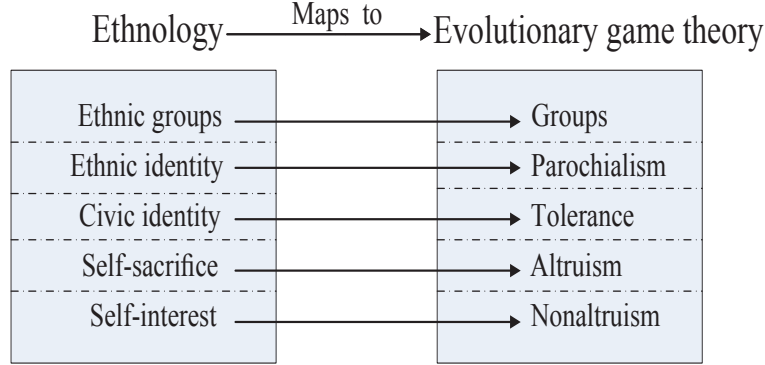 Ethnology Maps to Evolutionary game theory
Ethnic groups Groups
Ethnic identity Parochialism
Civic identity Tolerance
Self-sacrifice Altruism
Self-interest Nonaltruism